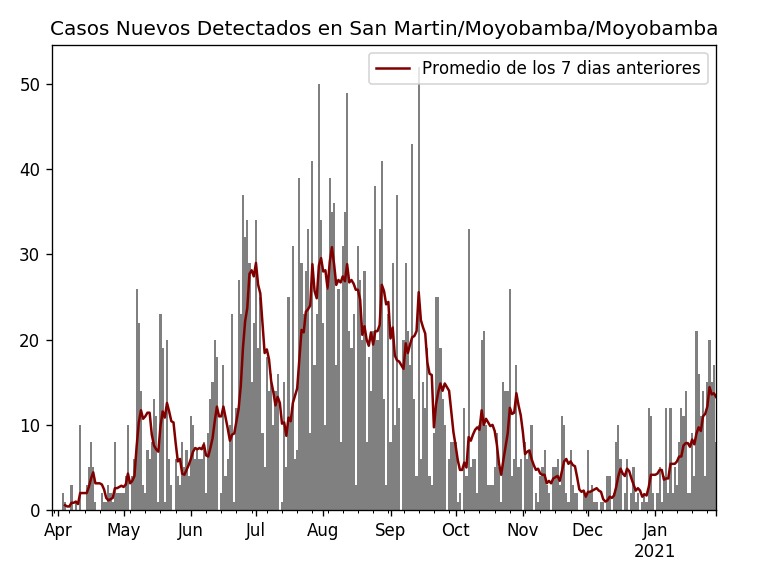 Casos Nuevos Detectados en San Martin/Moyobamba/Moyobamba
Promedio de los 7 dias anteriores
50
40
30
20
10
0
Apr May Jun Jul Aug Sep Oct Nov Dec Jan
2021